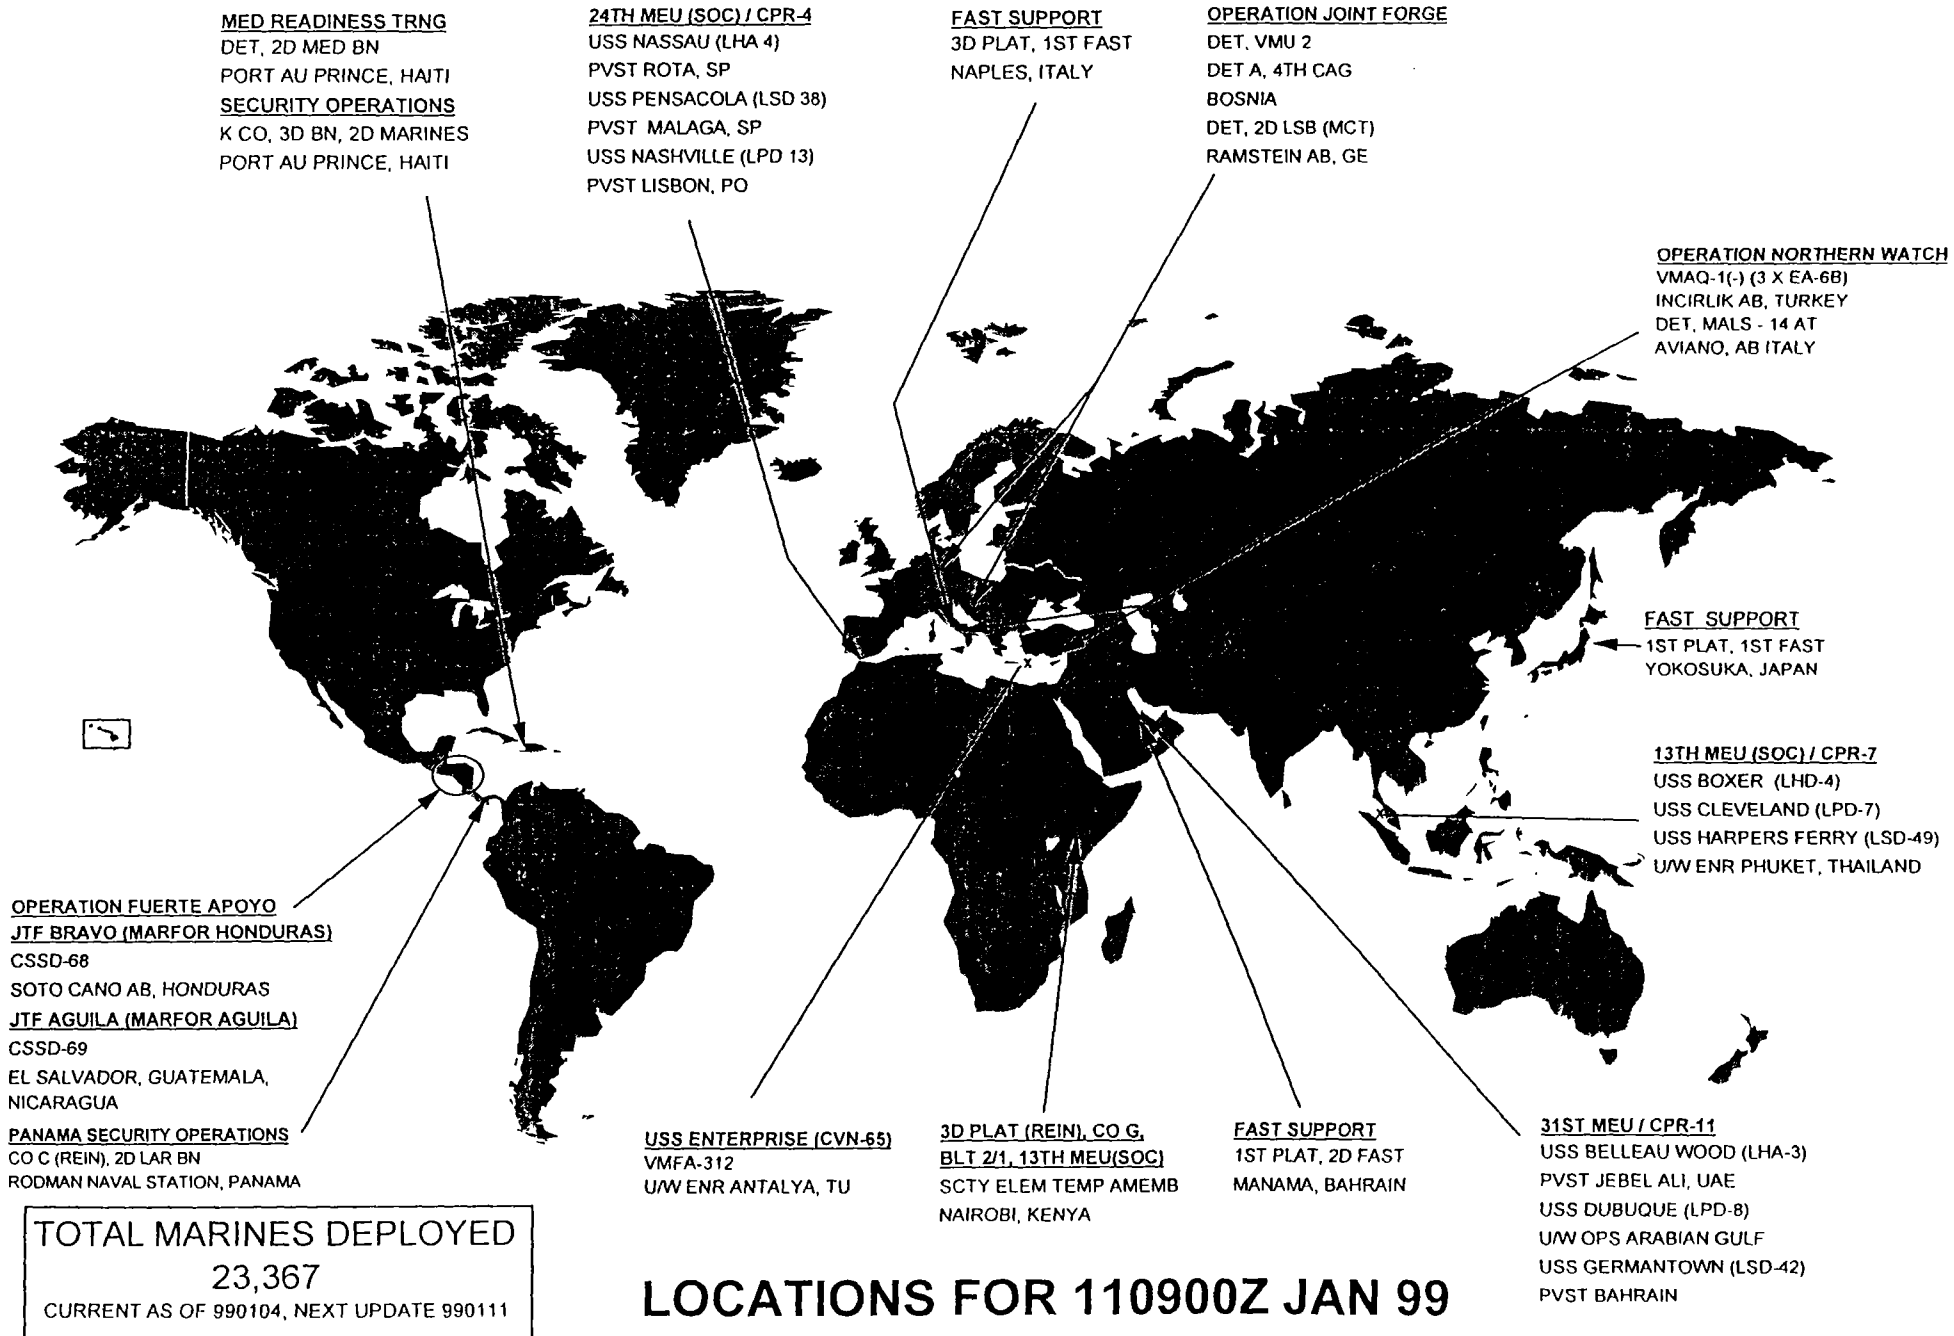 MED READINESS TRNG
DET, 2D MED BN
PORT AU PRINCE, HAITI
SECURITY OPERATIONS
K CO, 3D BN, 2D MARINES
PORT AU PRINCE, HAITI
24TH MEU (SOC) / CPR-4
USS NASSAU (LHA 4)
PVST ROTA, SP
USS PENSACOLA (LSD 38)
PVST MALAGA, SP
USS NASHVILLE (LPD 13)
PVST LISBON, PO
FAST SUPPORT
3D PLAT, 1ST FAST
NAPLES, ITALY
OPERATION JOINT FORGE
DET, VMU 2
DET A, 4TH CAG
BOSNIA
DET, 2D LSB (MCT)
RAMSTEIN AB, GE
OPERATION NORTHERN WATCH
VMAQ-1(-) (3 X EA-6B)
INCIRLIK AB, TURKEY
DET, MALS - 14 AT
AVIANO, AB ITALY
FAST SUPPORT
1ST PLAT, 1ST FAST
YOKOSUKA, JAPAN
13TH MEU (SOC) / CPR-7
USS BOXER (LHD-4)
USS CLEVELAND (LPD-7)
USS HARPERS FERRY (LSD-49)
U/W ENR PHUKET, THAILAND
X
X
OPERATION FUERTE APOYO
JTF BRAVO (MARFOR HONDURAS)
CSSD-68
SOTO CANO AB, HONDURAS
JTF AGUILA (MARFOR AGUILA)
CSSD-69
EL SALVADOR, GUATEMALA,
NICARAGUA
PANAMA SECURITY OPERATIONS
CO C (REIN), 2D LAR BN
RODMAN NAVAL STATION, PANAMA
USS ENTERPRISE (CVN-65)
VMFA-312
U/W ENR ANTALYA, TU
3D PLAT (REIN), CO G,
BLT 2/1, 13TH MEU(SOC)
SCTY ELEM TEMP AMEMB
NAIROBI, KENYA
FAST SUPPORT
1ST PLAT, 2D FAST
MANAMA, BAHRAIN
31ST MEU / CPR-11
USS BELLEAU WOOD (LHA-3)
PVST JEBEL ALI, UAE
USS DUBUQUE (LPD-8)
U/W OPS ARABIAN GULF
USS GERMANTOWN (LSD-42)
PVST BAHRAIN
TOTAL MARINES DEPLOYED
23,367
CURRENT AS OF 990104, NEXT UPDATE 990111
LOCATIONS FOR 110900Z JAN 99